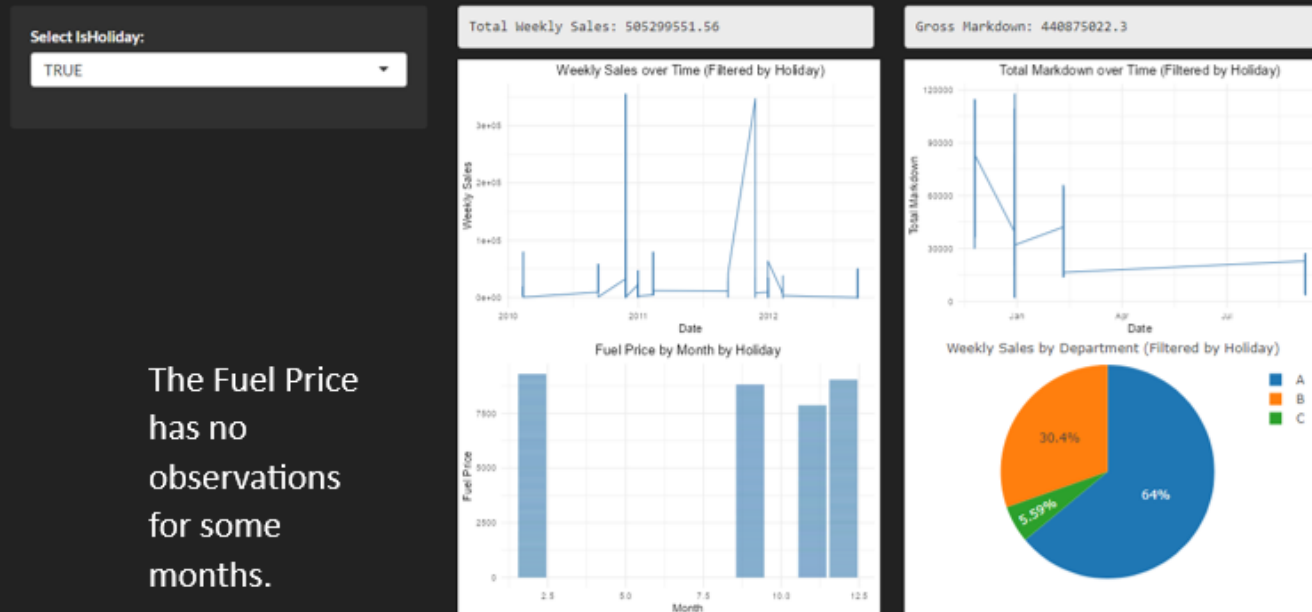 Select IsHoliday:
TRUE
The Fuel Price
has no
observations
for some
months.
Total Weekly Sales: 505299551.56
Weekly Sales over Time (Filtered by Holiday)
Weekly Sales
3e+05
2e+05
1e+05
0e+00
2010
2011
2012
Date
Fuel Price by Month by Holiday
Fuel Price
7500
5000
2500
0
2.5
5.0
7.5
10.0
12.5
Month
Gross Markdown: 440875022.3
Total Markdown over Time (Filtered by Holiday)
Total Markdown
120000
90000
60000
30000
0
Jan
Apr
Jul
Date
Weekly Sales by Department (Filtered by Holiday)
30.4%
5.59%
64%
A
B
C